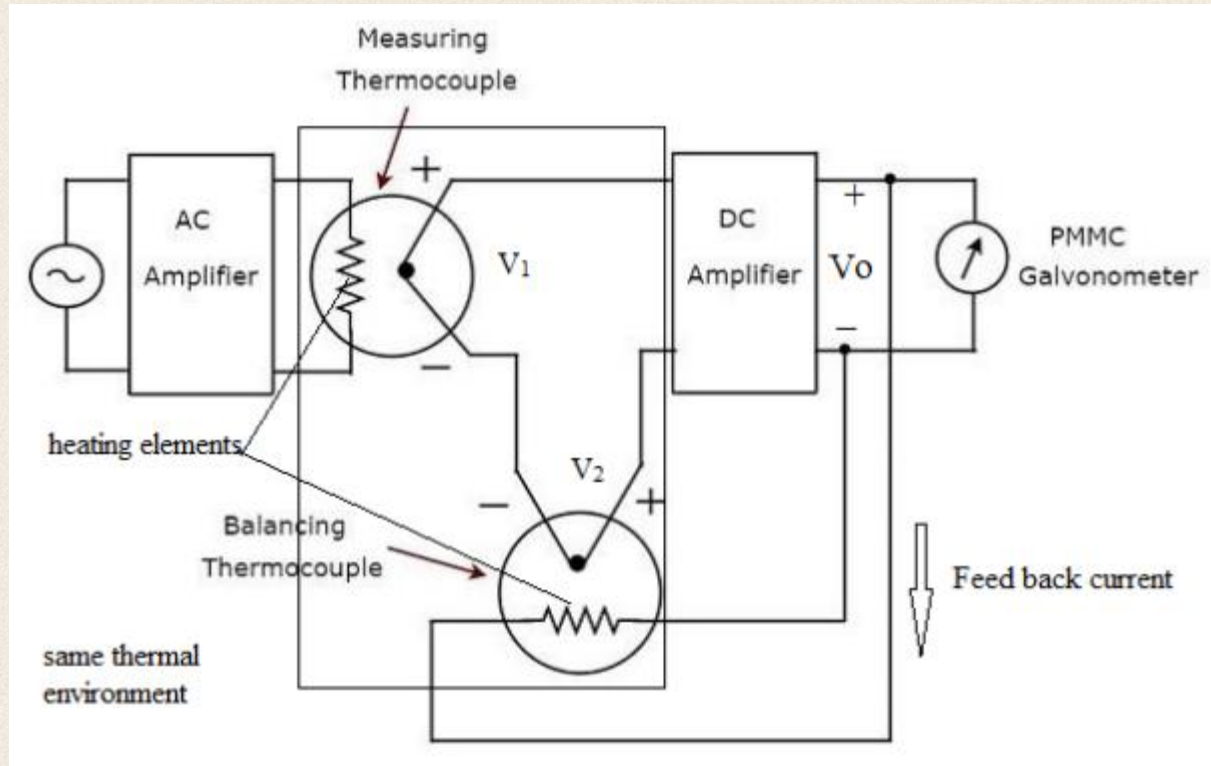 Measuring
Thermocouple
+
AC
Amplifier
V₁
DC
Amplifier
+
Vo
−
PMMC
Galvonometer
−
heating elements
V₂
−
+
Balancing
Thermocouple
Feed back current
same thermal
environment